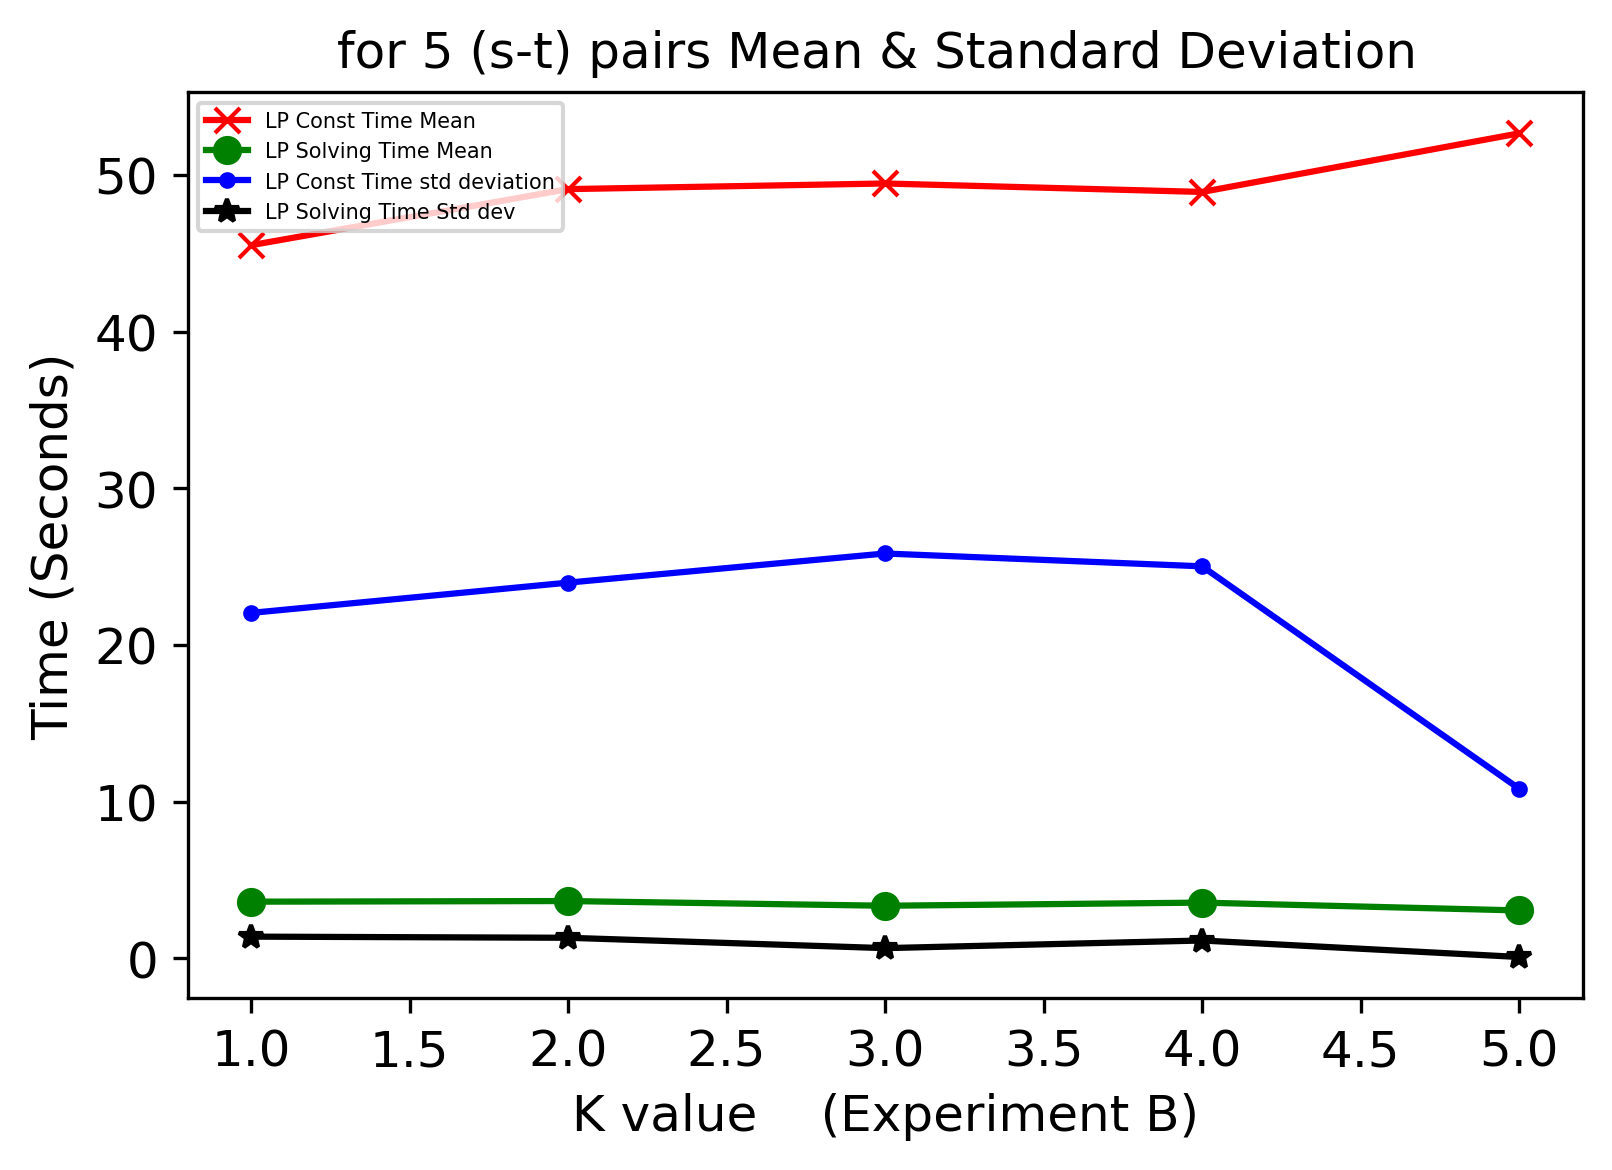 for 5 (s-t) pairs Mean & Standard Deviation
LP Const Time Mean
LP Solving Time Mean
LP Const Time std deviation
LP Solving Time Std dev
Time (Seconds)
50
40
30
20
10
0
1.0 1.5 2.0 2.5 3.0 3.5 4.0 4.5 5.0
K value (Experiment B)